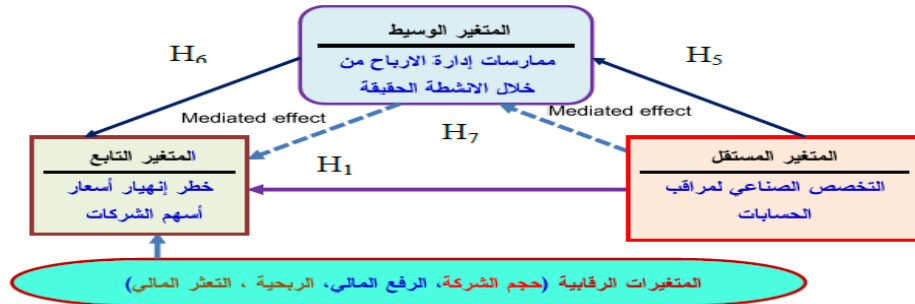 المتغير الوسيط
ممارسات إدارة الارباح من
خلال الانشطة الحقيقة
H6
H5
Mediated effect
Mediated effect
H7
المتغير المستقل
التخصص الصناعي لمراقب
الحسابات
H1
المتغير التابع
خطر إنهيار أسعار
أسهم الشركات
المتغيرات الرقابية (حجم الشركة، الرفع المالي، الربحية ، التعثر المالي)